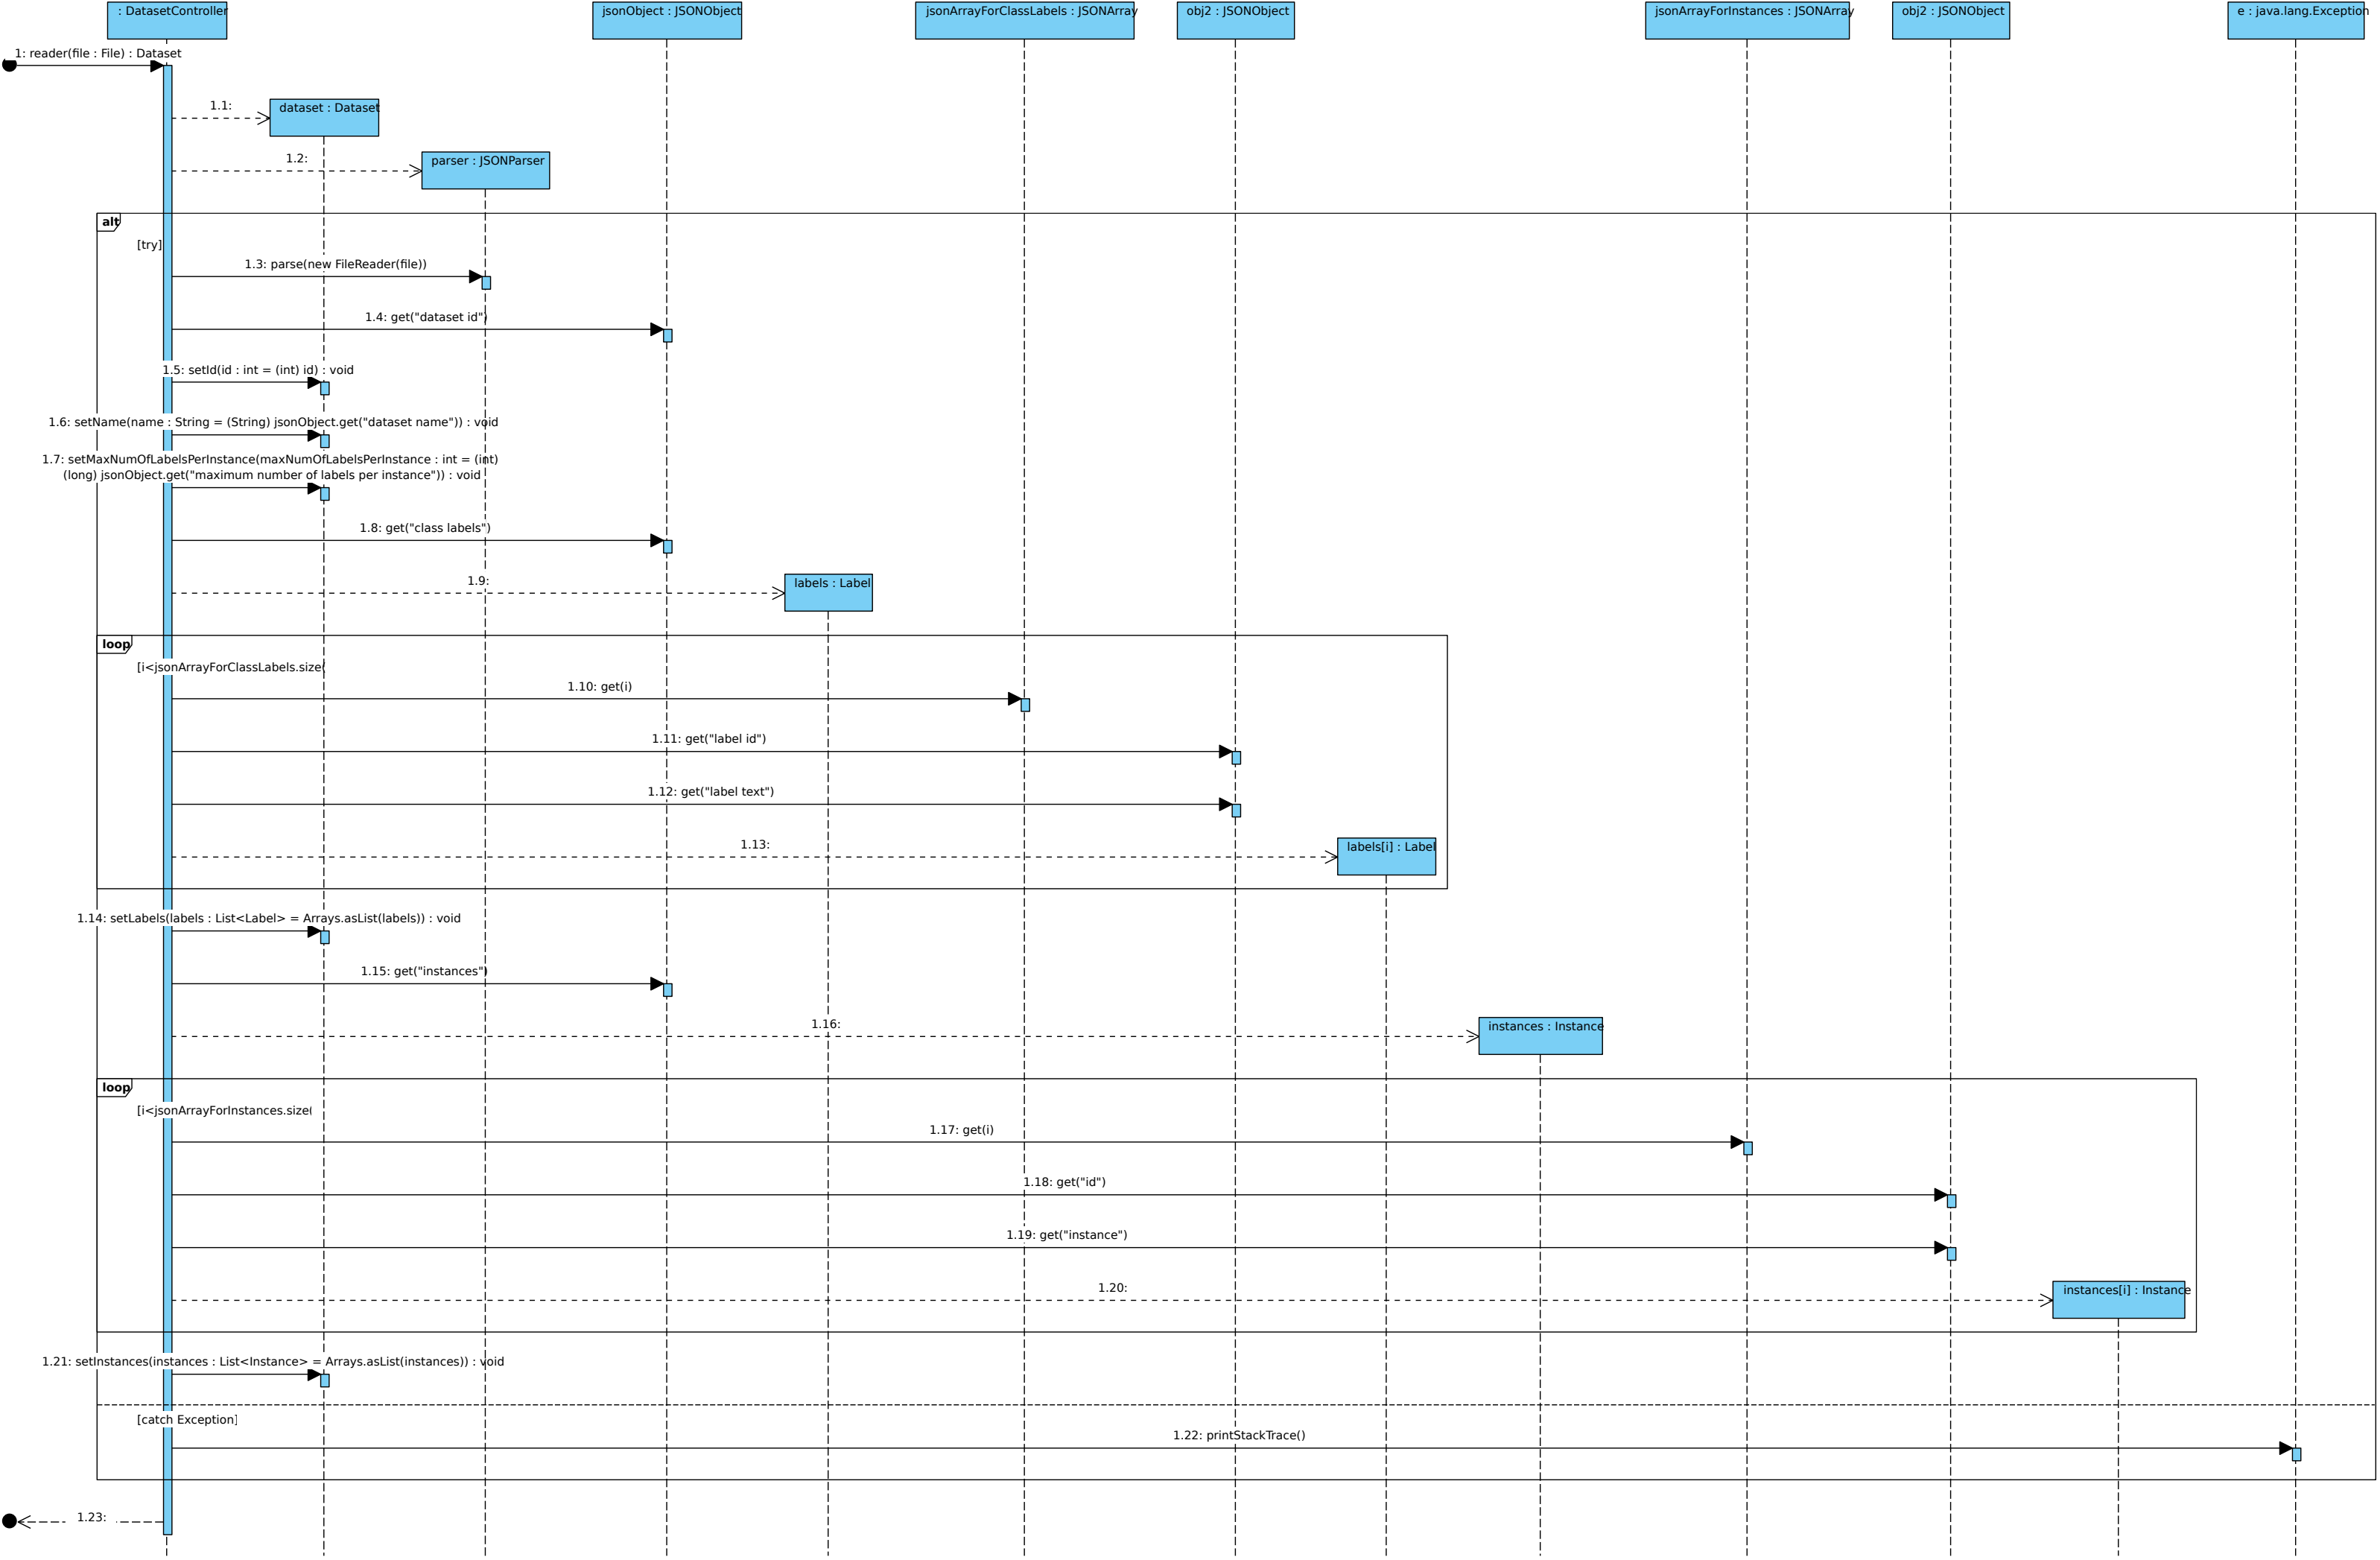 : DatasetController
jsonObject : JSONObject
jsonArrayForClassLabels : JSONArray
obj2 : JSONObject
jsonArrayForInstances : JSONArray
obj2 : JSONObject
e : java.lang.Exception
1: reader(file : File) : Dataset
1.1:
dataset : Dataset
1.2:
parser : JSONParser
alt
[try]
1.3: parse(new FileReader(file))
1.4: get("dataset id")
1.5: setId(id : int = (int) id) : void
1.6: setName(name : String = (String) jsonObject.get("dataset name")) : void
1.7: setMaxNumOfLabelsPerInstance(maxNumOfLabelsPerInstance : int = (int)
(long) jsonObject.get("maximum number of labels per instance")) : void
1.8: get("class labels")
1.9:
labels : Label
loop
[i<jsonArrayForClassLabels.size(
1.10: get(i)
1.11: get("label id")
1.12: get("label text")
1.13:
labels[i] : Label
1.14: setLabels(labels : List<Label> = Arrays.asList(labels)) : void
1.15: get("instances")
1.16:
instances : Instance
loop
[i<jsonArrayForInstances.size(
1.17: get(i)
1.18: get("id")
1.19: get("instance")
1.20:
instances[i] : Instance
1.21: setInstances(instances : List<Instance> = Arrays.asList(instances)) : void
[catch Exception]
1.22: printStackTrace()
1.23: